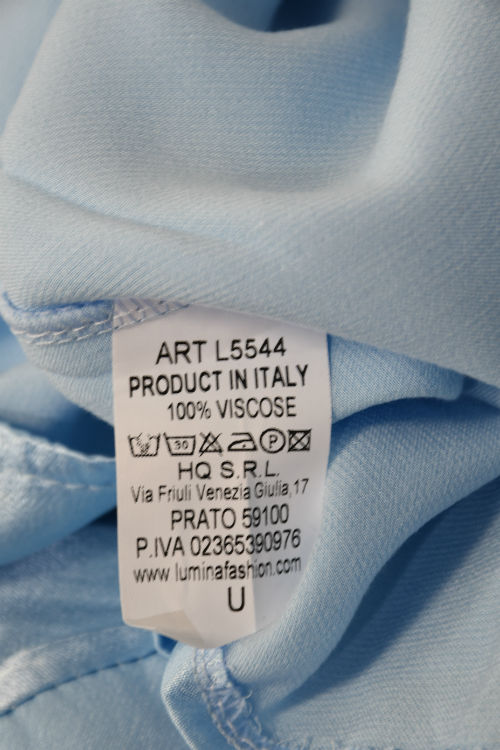 ART L5544
PRODUCT IN ITALY
100% VISCOSE
30 P
HQ S.R.L.
Via Friuli Venezia Giulia,17
PRATO 59100
P.IVA 02365390976
www.luminafashion.com
U